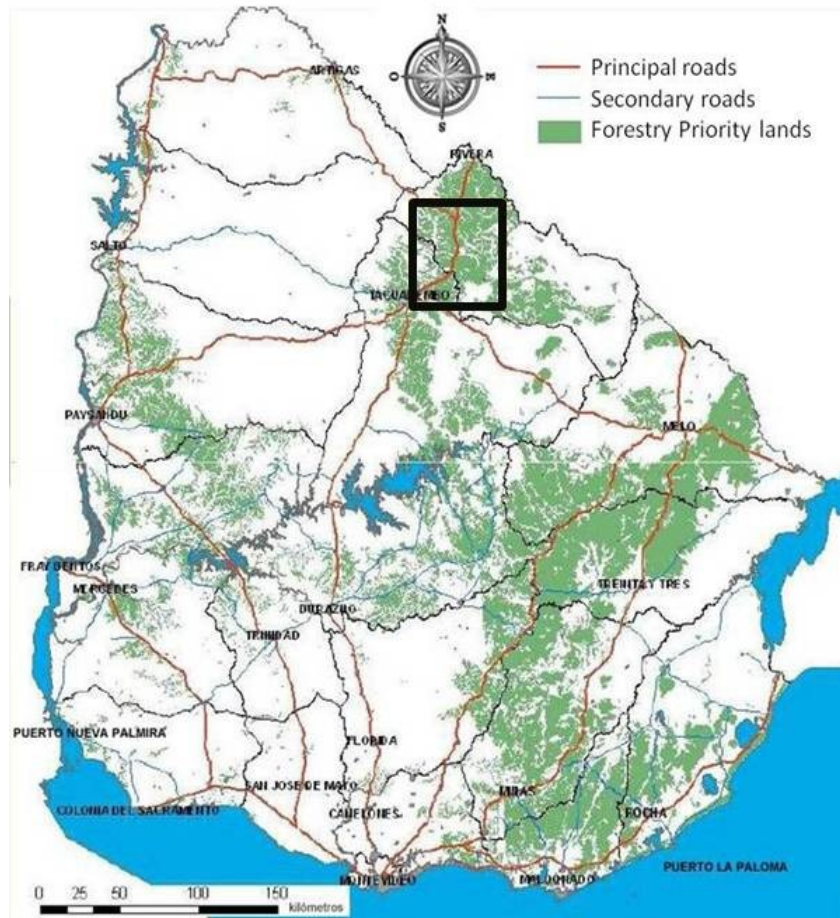 N
O
S
Principal roads
Secondary roads
Forestry Priority lands
ARTIGAS
RIVERA
SALTO
TACUAREMBO
PAYSANDU
MELO
FRAY BENTOS
MERCEDES
TREINTA Y TRES
DURAZNO
TRINIDAD
PUERTO NUEVA PALMIRA
FLORIDA
SAN JOSE DE MAYO
MINAS
COLONIA DEL SACRAMENTO
CANELONES
ROCHA
PUERTO LA PALOMA
MONTEVIDEO
MALDONADO
0 25 50 100 150
kilómetros